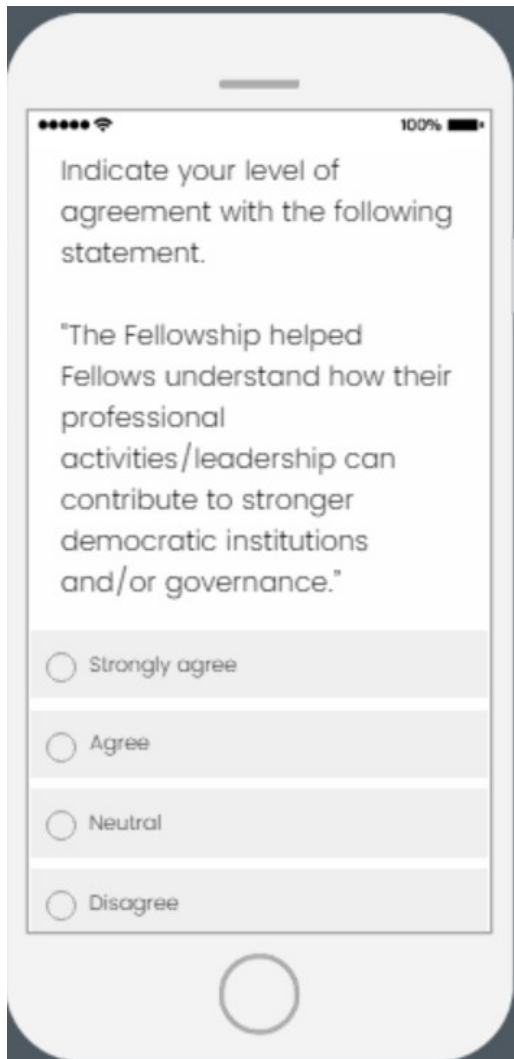 100%
Indicate your level of
agreement with the following
statement.
"The Fellowship helped
Fellows understand how their
professional
activities/leadership can
contribute to stronger
democratic institutions
and/or governance."
Strongly agree
Agree
Neutral
Disagree